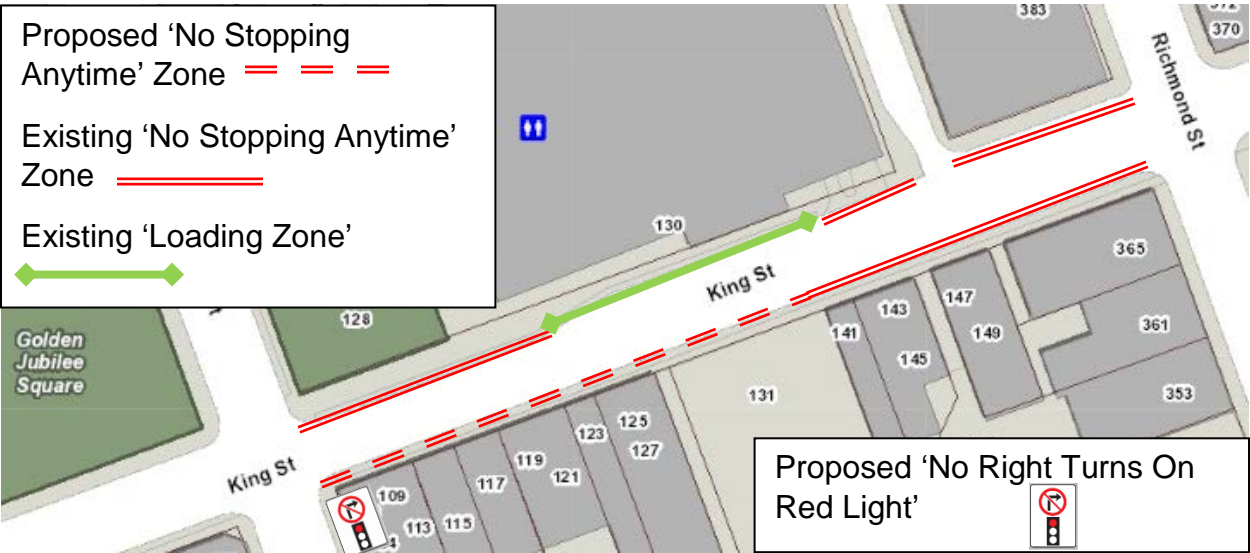 Proposed ‘No Stopping
Anytime’ Zone
Existing ‘No Stopping Anytime’
Zone
Existing ‘Loading Zone’
383
370
Richmond St
130
King St
365
143
147
141
149
361
145
353
128
Golden
Jubilee
Square
131
125
123
127
119
121
117
King St
109
113
115
Proposed ‘No Right Turns On
Red Light’